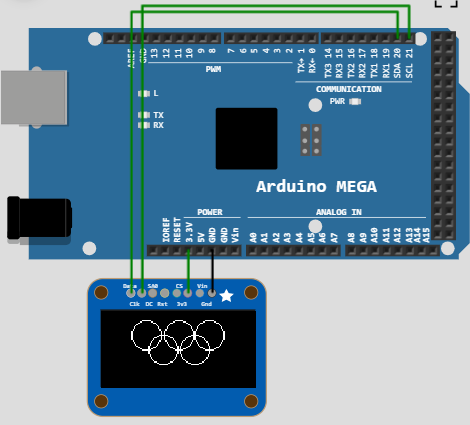 AREF
GND
13
12
11
10
9
8
7
6
5
4
3
2
TX→ 1
RX← 0
TX3 14
RX3 15
TX2 16
RX2 17
TX1 18
RX1 19
SDA 20
SCL 21
PWM
COMMUNICATION
L
PWR
TX
RX
Arduino MEGA
POWER
ANALOG IN
IOREF
RESET
3.3V
5V
GND
GND
Vin
A0
A1
A2
A3
A4
A5
A6
A7
A8
A9
A10
A11
A12
A13
A14
A15
Data SA0 CS Vin
Clk DC Rst 3v3 Gnd